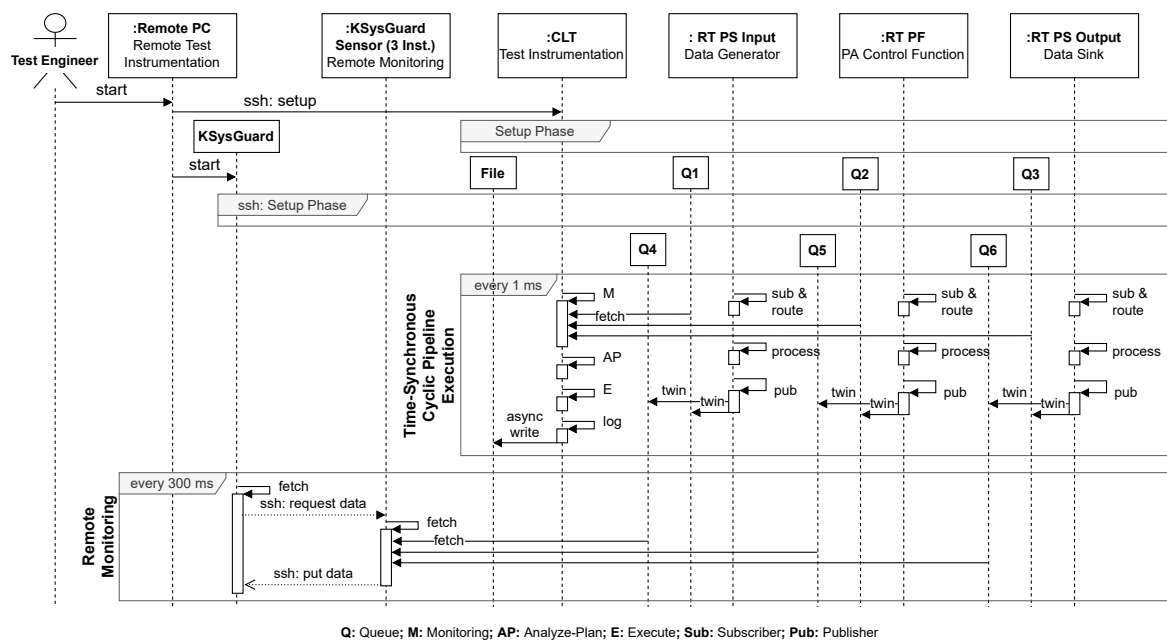 Test Engineer
:Remote PC
Remote Test
Instrumentation
:KSysGuard
Sensor (3 Inst.)
Remote Monitoring
:CLT
Test Instrumentation
: RT PS Input
Data Generator
: RT PF
PA Control Function
:RT PS Output
Data Sink
start
ssh: setup
KSysGuard
Setup Phase
start
File
Q1
Q2
Q3
ssh: Setup Phase
Q4
Q5
Q6
Time-Synchronous
Cyclic Pipeline
Execution
every 1 ms
M
fetch
AP
E
log
async
write
sub &
route
process
pub
twin
twin
sub &
route
process
pub
twin
twin
sub &
route
process
pub
twin
twin
Remote
Monitoring
every 300 ms
fetch
ssh: request data
fetch
fetch
ssh: put data
Q: Queue; M: Monitoring; AP: Analyze-Plan; E: Execute; Sub: Subscriber; Pub: Publisher